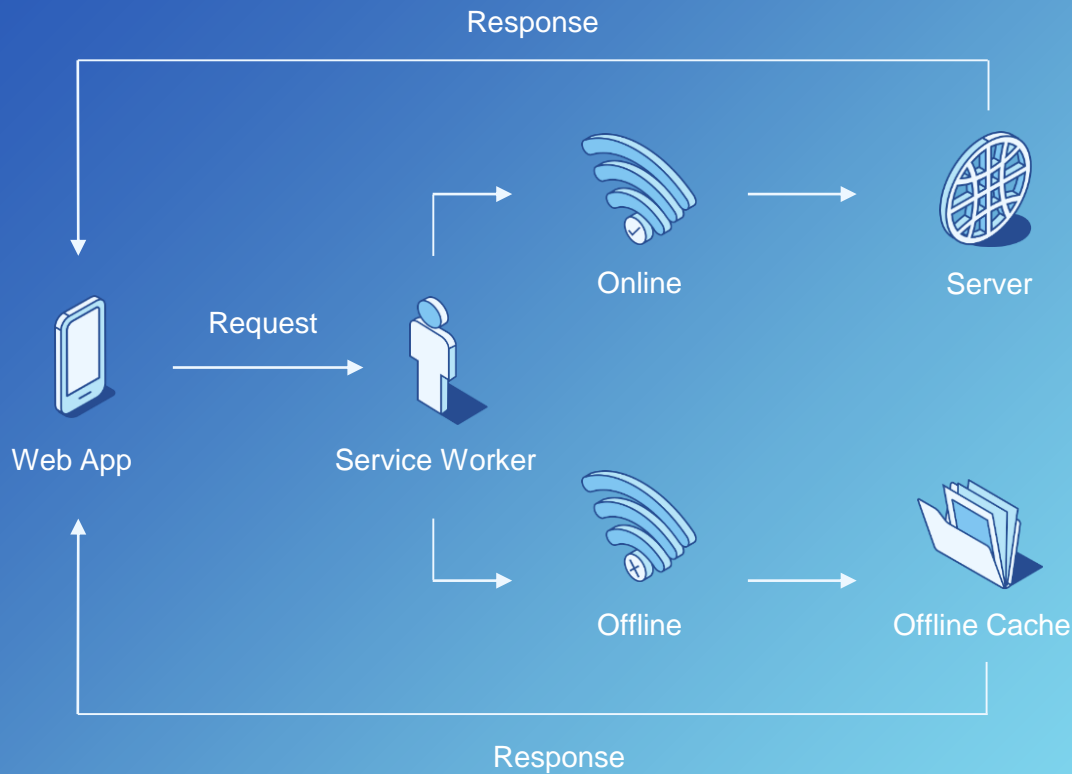 Response
Online
Server
Request
Web App
Service Worker
Offline
Offline Cache
Response